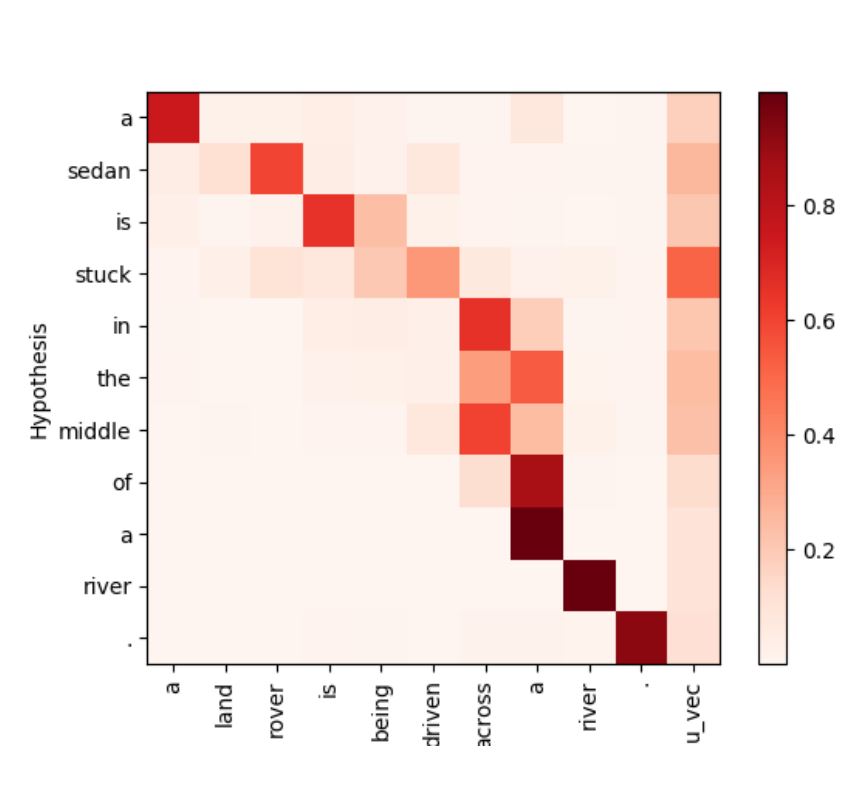 a
sedan
is
stuck
in
the
middle
of
a
river
.
Hypothesis
a
land
rover
is
being
driven
across
a
river
.
u_vec
0.8
0.6
0.4
0.2